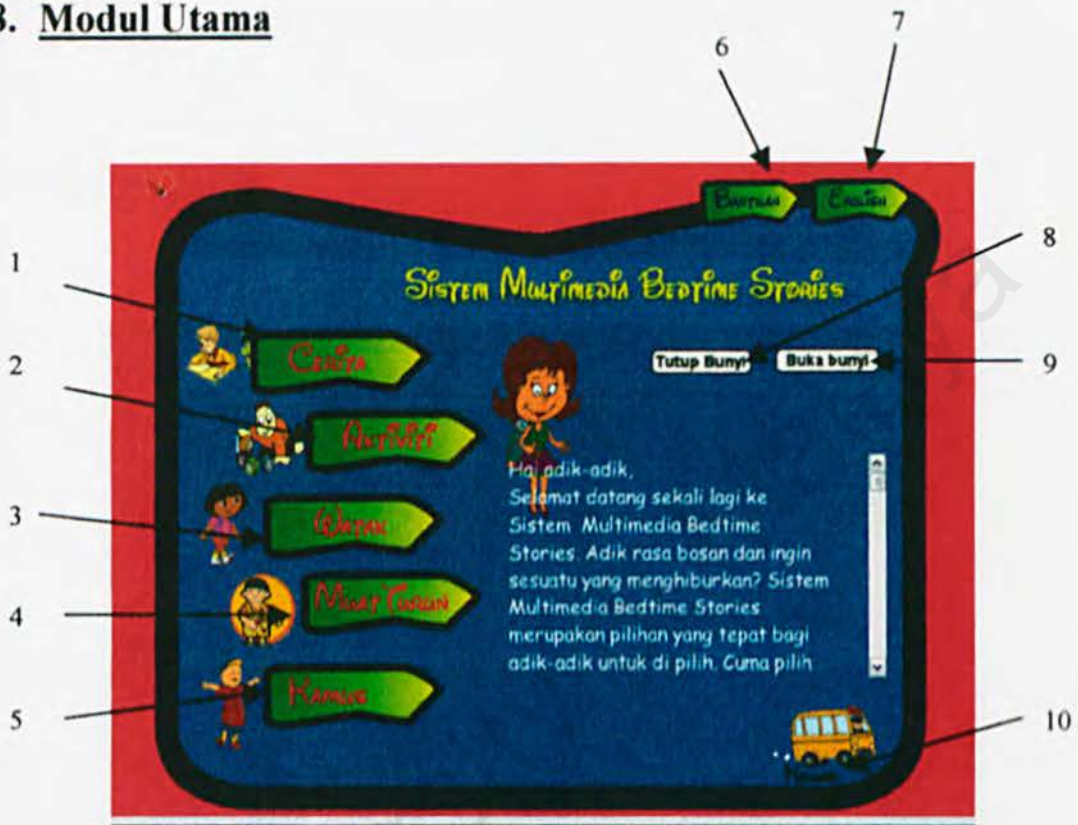 3. Modul Utama
6
7
Bantuan
English
Sistem Multimedia Bedtime Stories
8
1
Cerita
Tutup Bunyi
Buka bunyi
9
2
Aktiviti
Hai adik-adik,
Selamat datang sekali lagi ke
3
Watak
Sistem Multimedia Bedtime
Stories. Adik rasa bosan dan ingin
sesuatu yang menghiburkan? Sistem
4
Muat Turun
Multimedia Bedtime Stories
merupakan pilihan yang tepat bagi
adik-adik untuk di pilih. Cuma pilih
5
Kamus
10